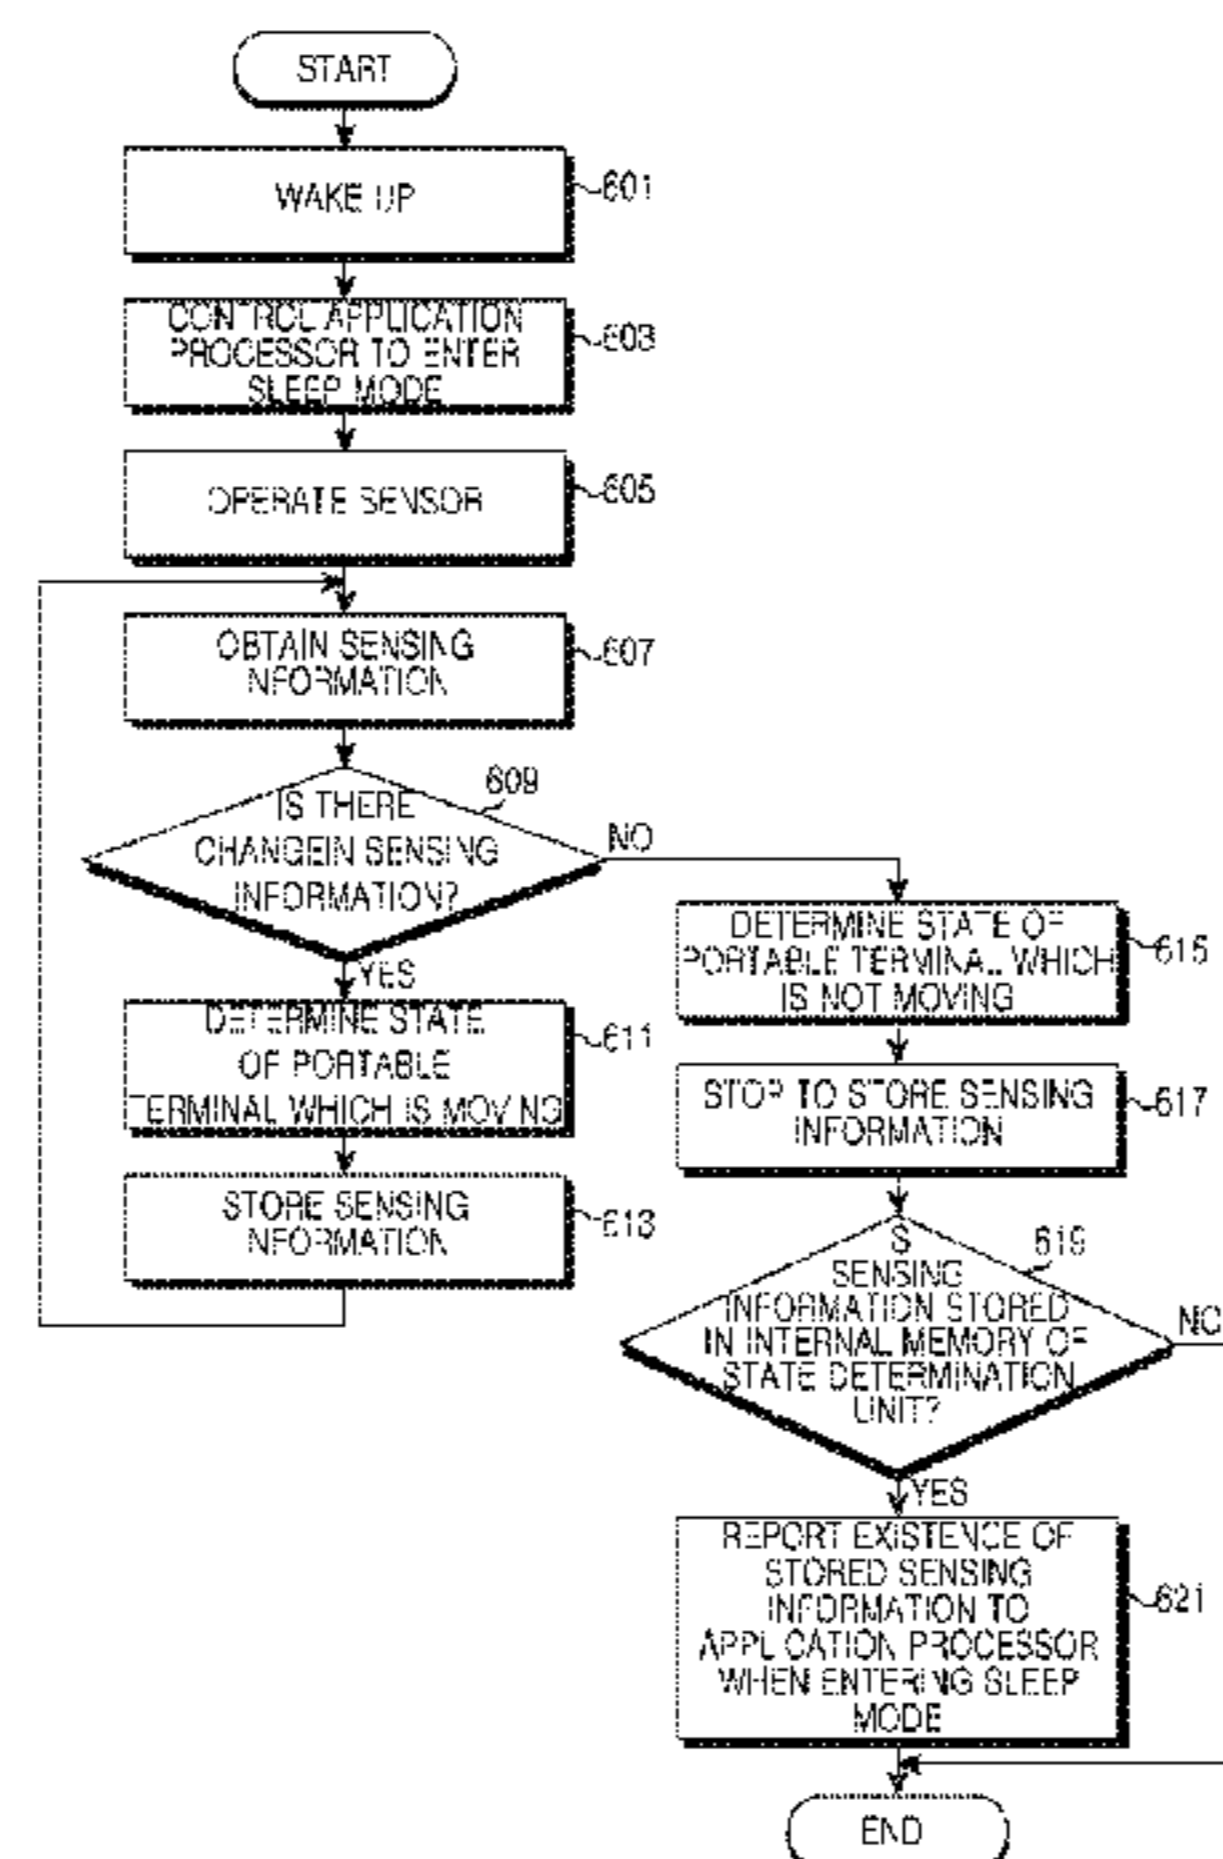 START
WAKE UP
601
CONTROL APPLICATION
PROCESSOR TO ENTER
SLEEP MODE
603
OPERATE SENSOR
605
OBTAIN SENSING
INFORMATION
607
IS THERE
CHANGEIN SENSING
INFORMATION?
609
NO
YES
DETERMINE STATE
OF PORTABLE
TERMINAL WHICH IS MOVING
611
STORE SENSING
INFORMATION
613
DETERMINE STATE OF
PORTABLE TERMINAL WHICH
IS NOT MOVING
615
STOP TO STORE SENSING
INFORMATION
617
IS
SENSING
INFORMATION STORED
IN INTERNAL MEMORY OF
STATE DETERMINATION
UNIT?
619
NO
YES
REPORT EXISTENCE OF
STORED SENSING
INFORMATION TO
APPLICATION PROCESSOR
WHEN ENTERING SLEEP
MODE
621
END